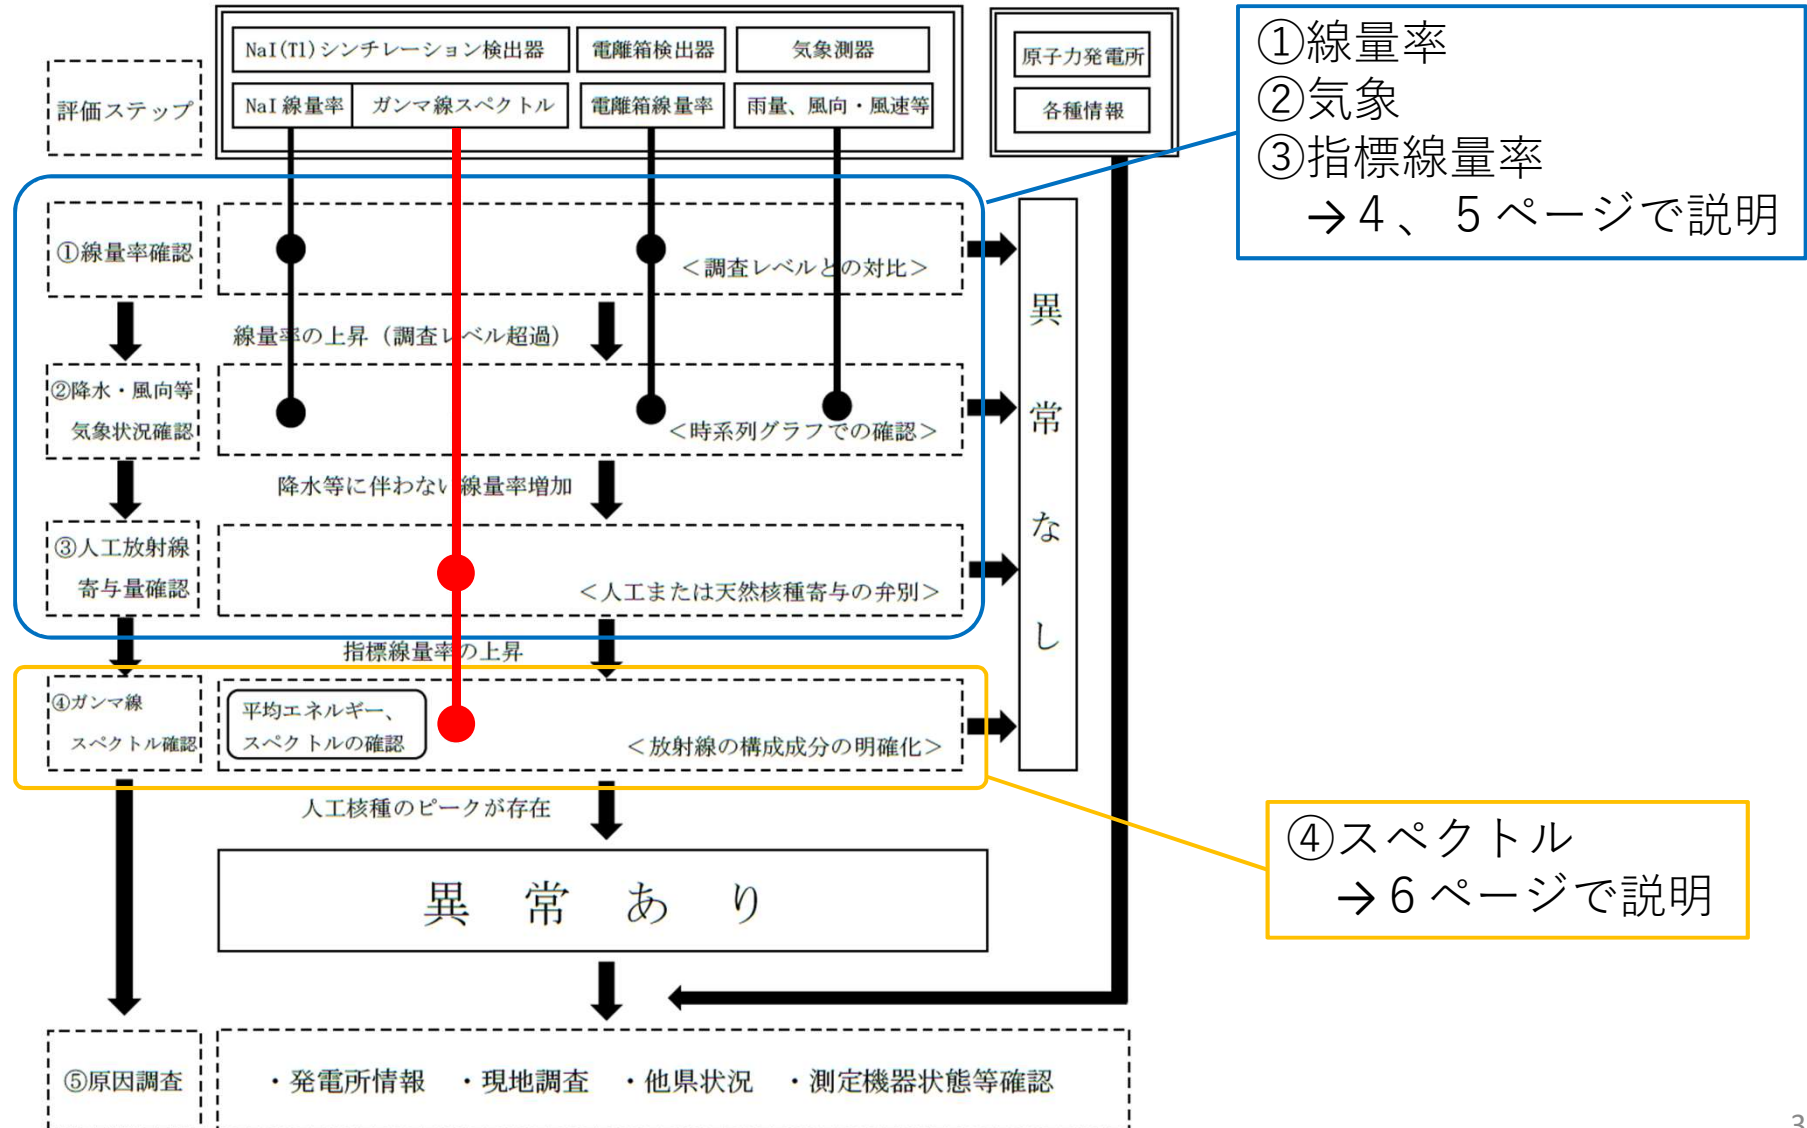 NaI(Tl)シンチレーション検出器
電離箱検出器
気象測器
原子力発電所
評価ステップ
NaI 線量率
ガンマ線スペクトル
電離箱線量率
雨量、風向・風速等
各種情報
①線量率
②気象
③指標線量率
→４、５ページで説明
①線量率確認
＜調査レベルとの対比＞
線量率の上昇（調査レベル超過）
②降水・風向等
気象状況確認
＜時系列グラフでの確認＞
降水等に伴わない線量率増加
③人工放射線
寄与量確認
＜人工または天然核種寄与の弁別＞
指標線量率の上昇
④ガンマ線
スペクトル確認
平均エネルギー、
スペクトルの確認
＜放射線の構成成分の明確化＞
異常なし
人工核種のピークが存在
④スペクトル
→６ページで説明
異常あり
⑤原因調査
・発電所情報 ・現地調査 ・他県状況 ・測定機器状態等確認
3